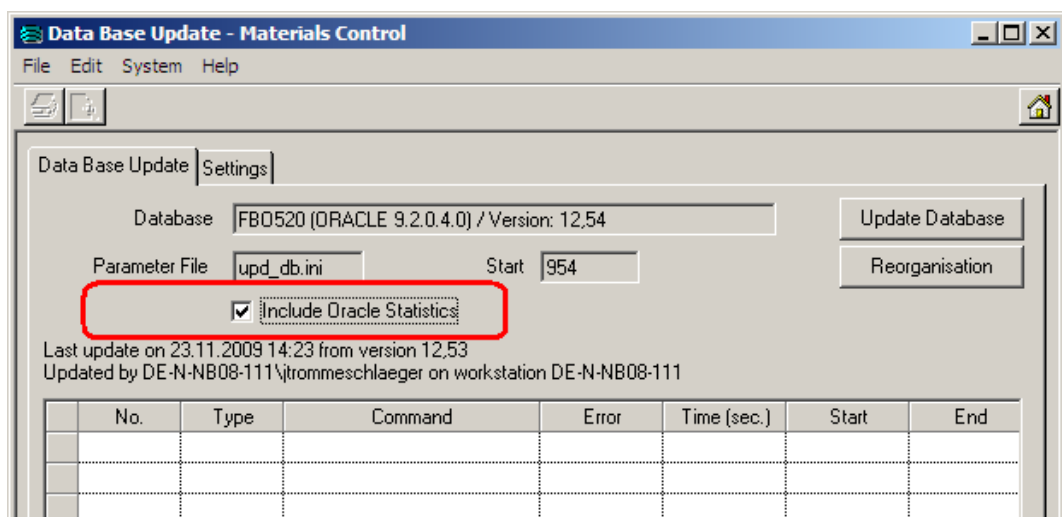 Data Base Update - Materials Control
File Edit System Help
Data Base Update Settings
Database FBO520 (ORACLE 9.2.0.4.0) / Version: 12,54 Update Database
Parameter File upd_db.ini Start 954 Reorganisation
Include Oracle Statistics
Last update on 23.11.2009 14:23 from version 12,53
Updated by DE-N-NB08-111\jtrommeschlaeger on workstation DE-N-NB08-111
No. Type Command Error Time (sec.) Start End